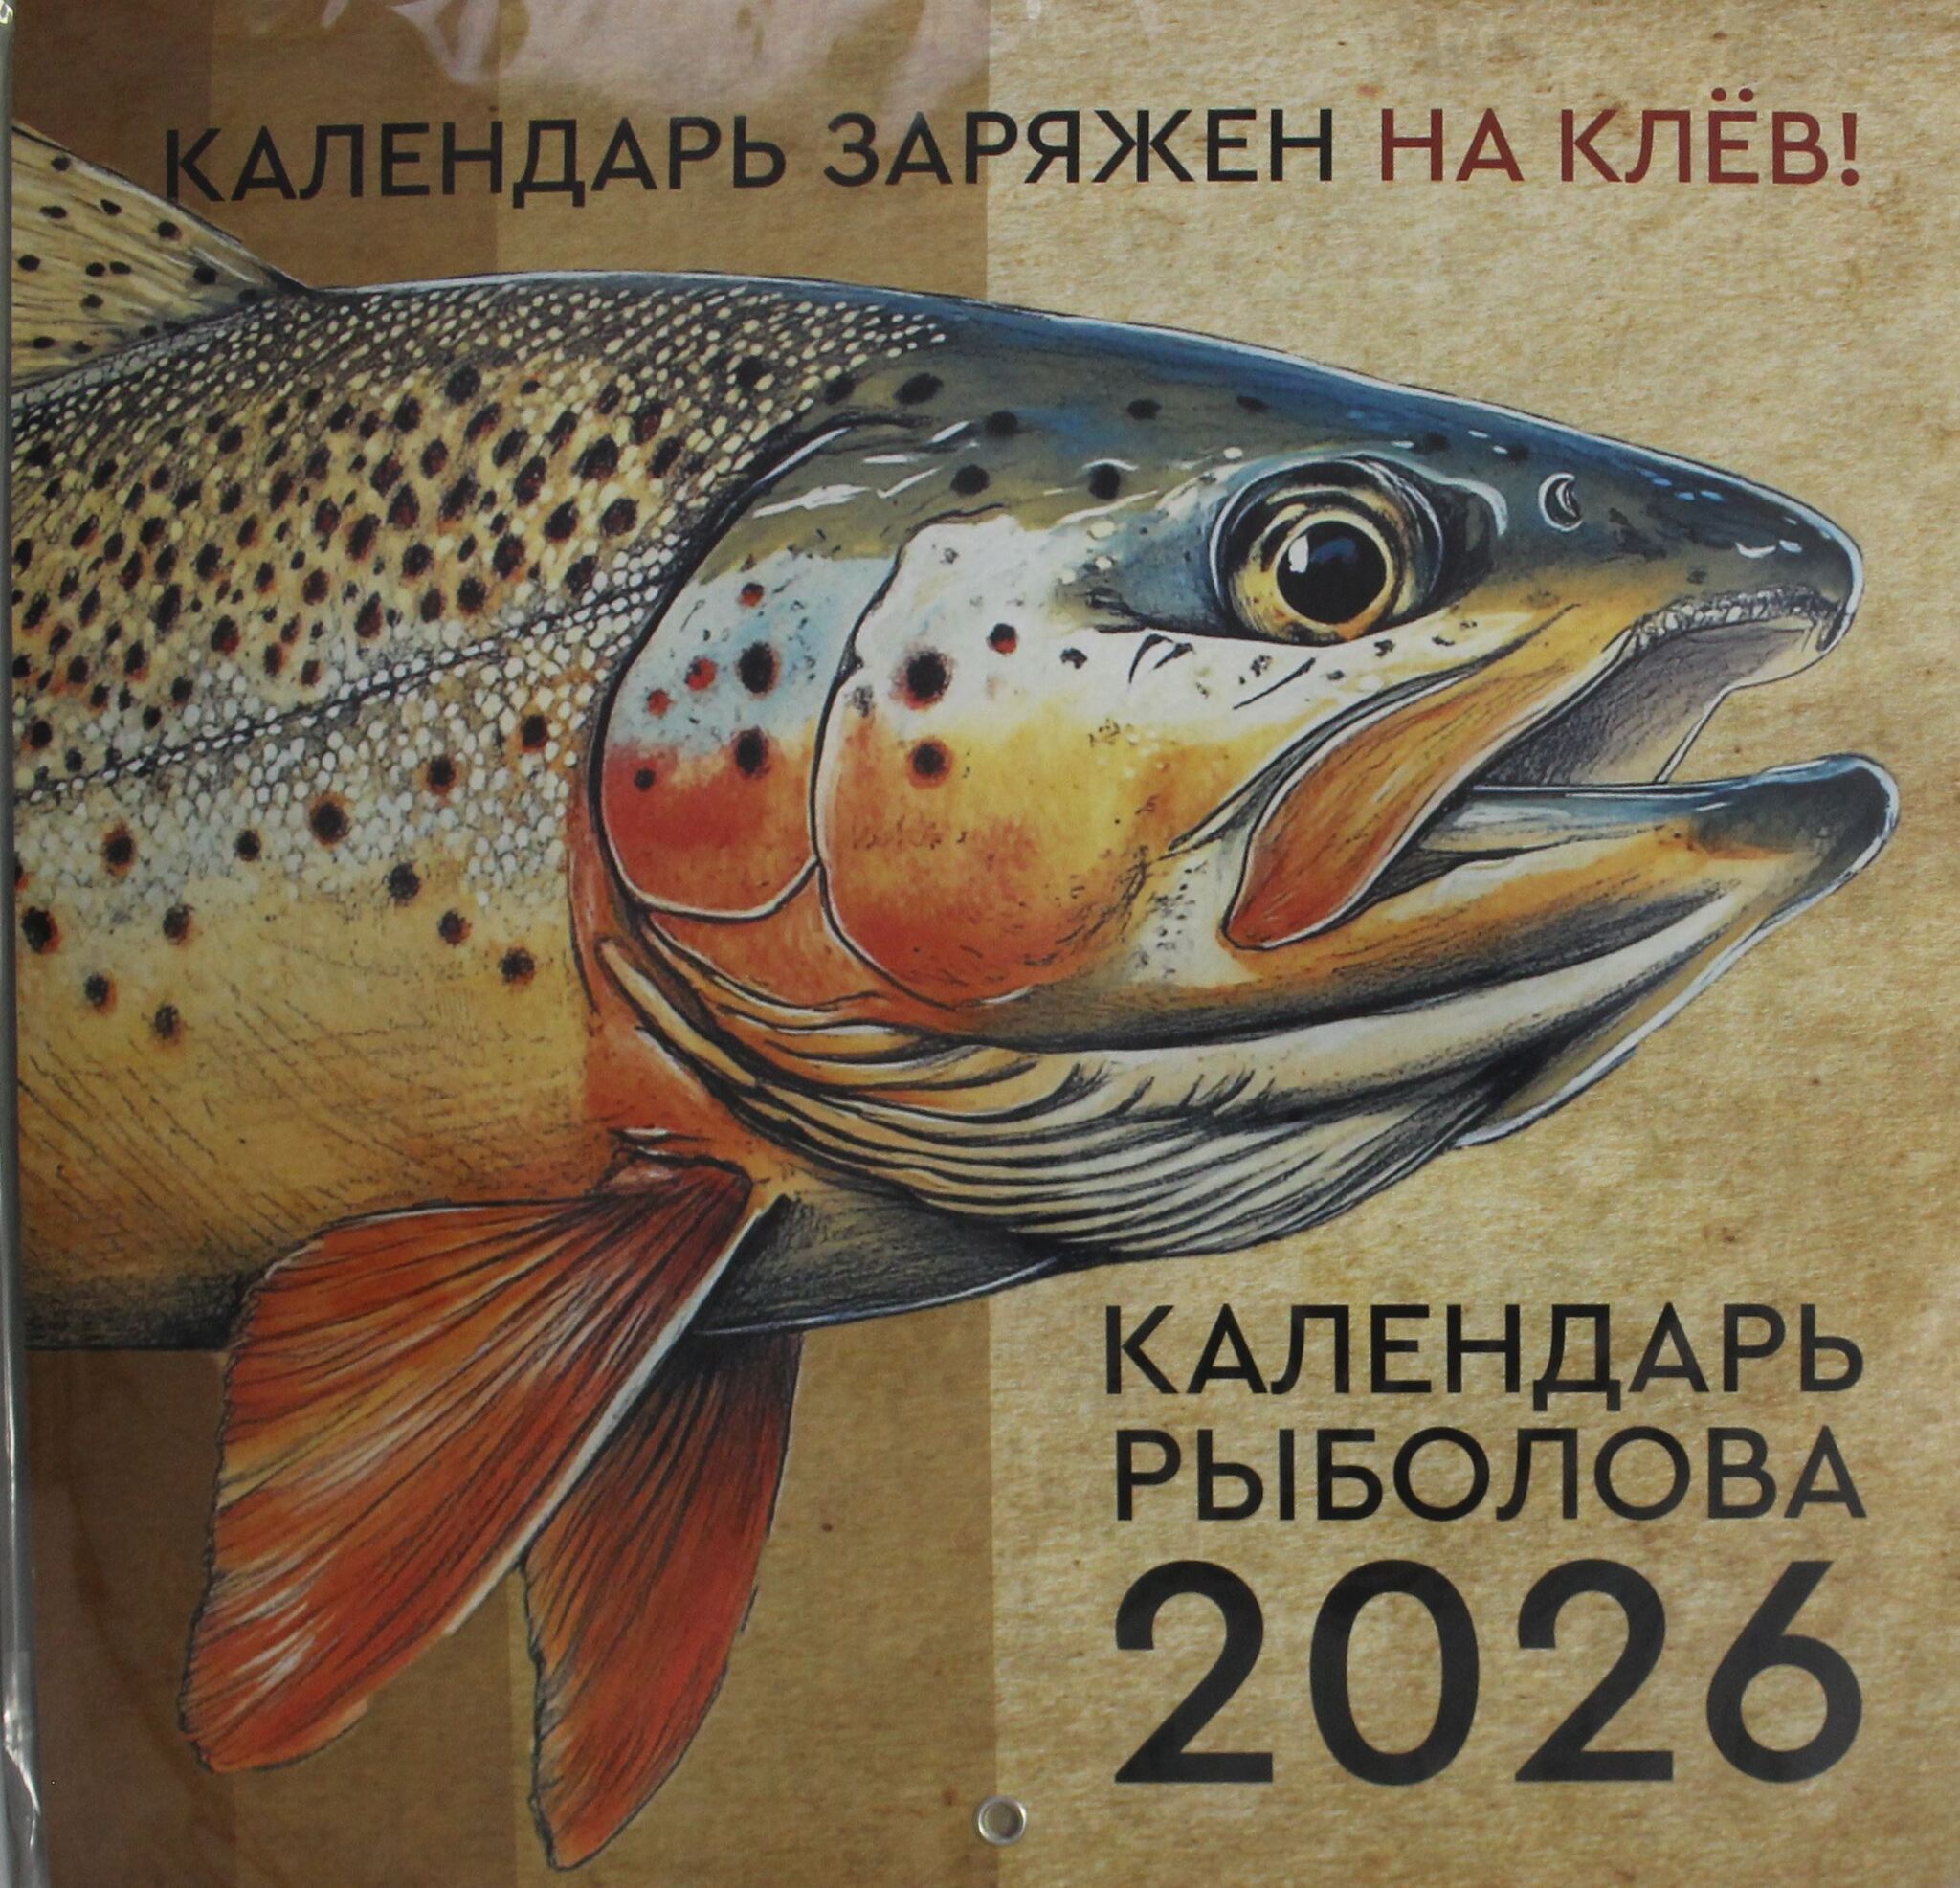 КАЛЕНДАРЬ ЗАРЯЖЕН НА КЛЁВ!
КАЛЕНДАРЬ
РЫБОЛОВА
2026